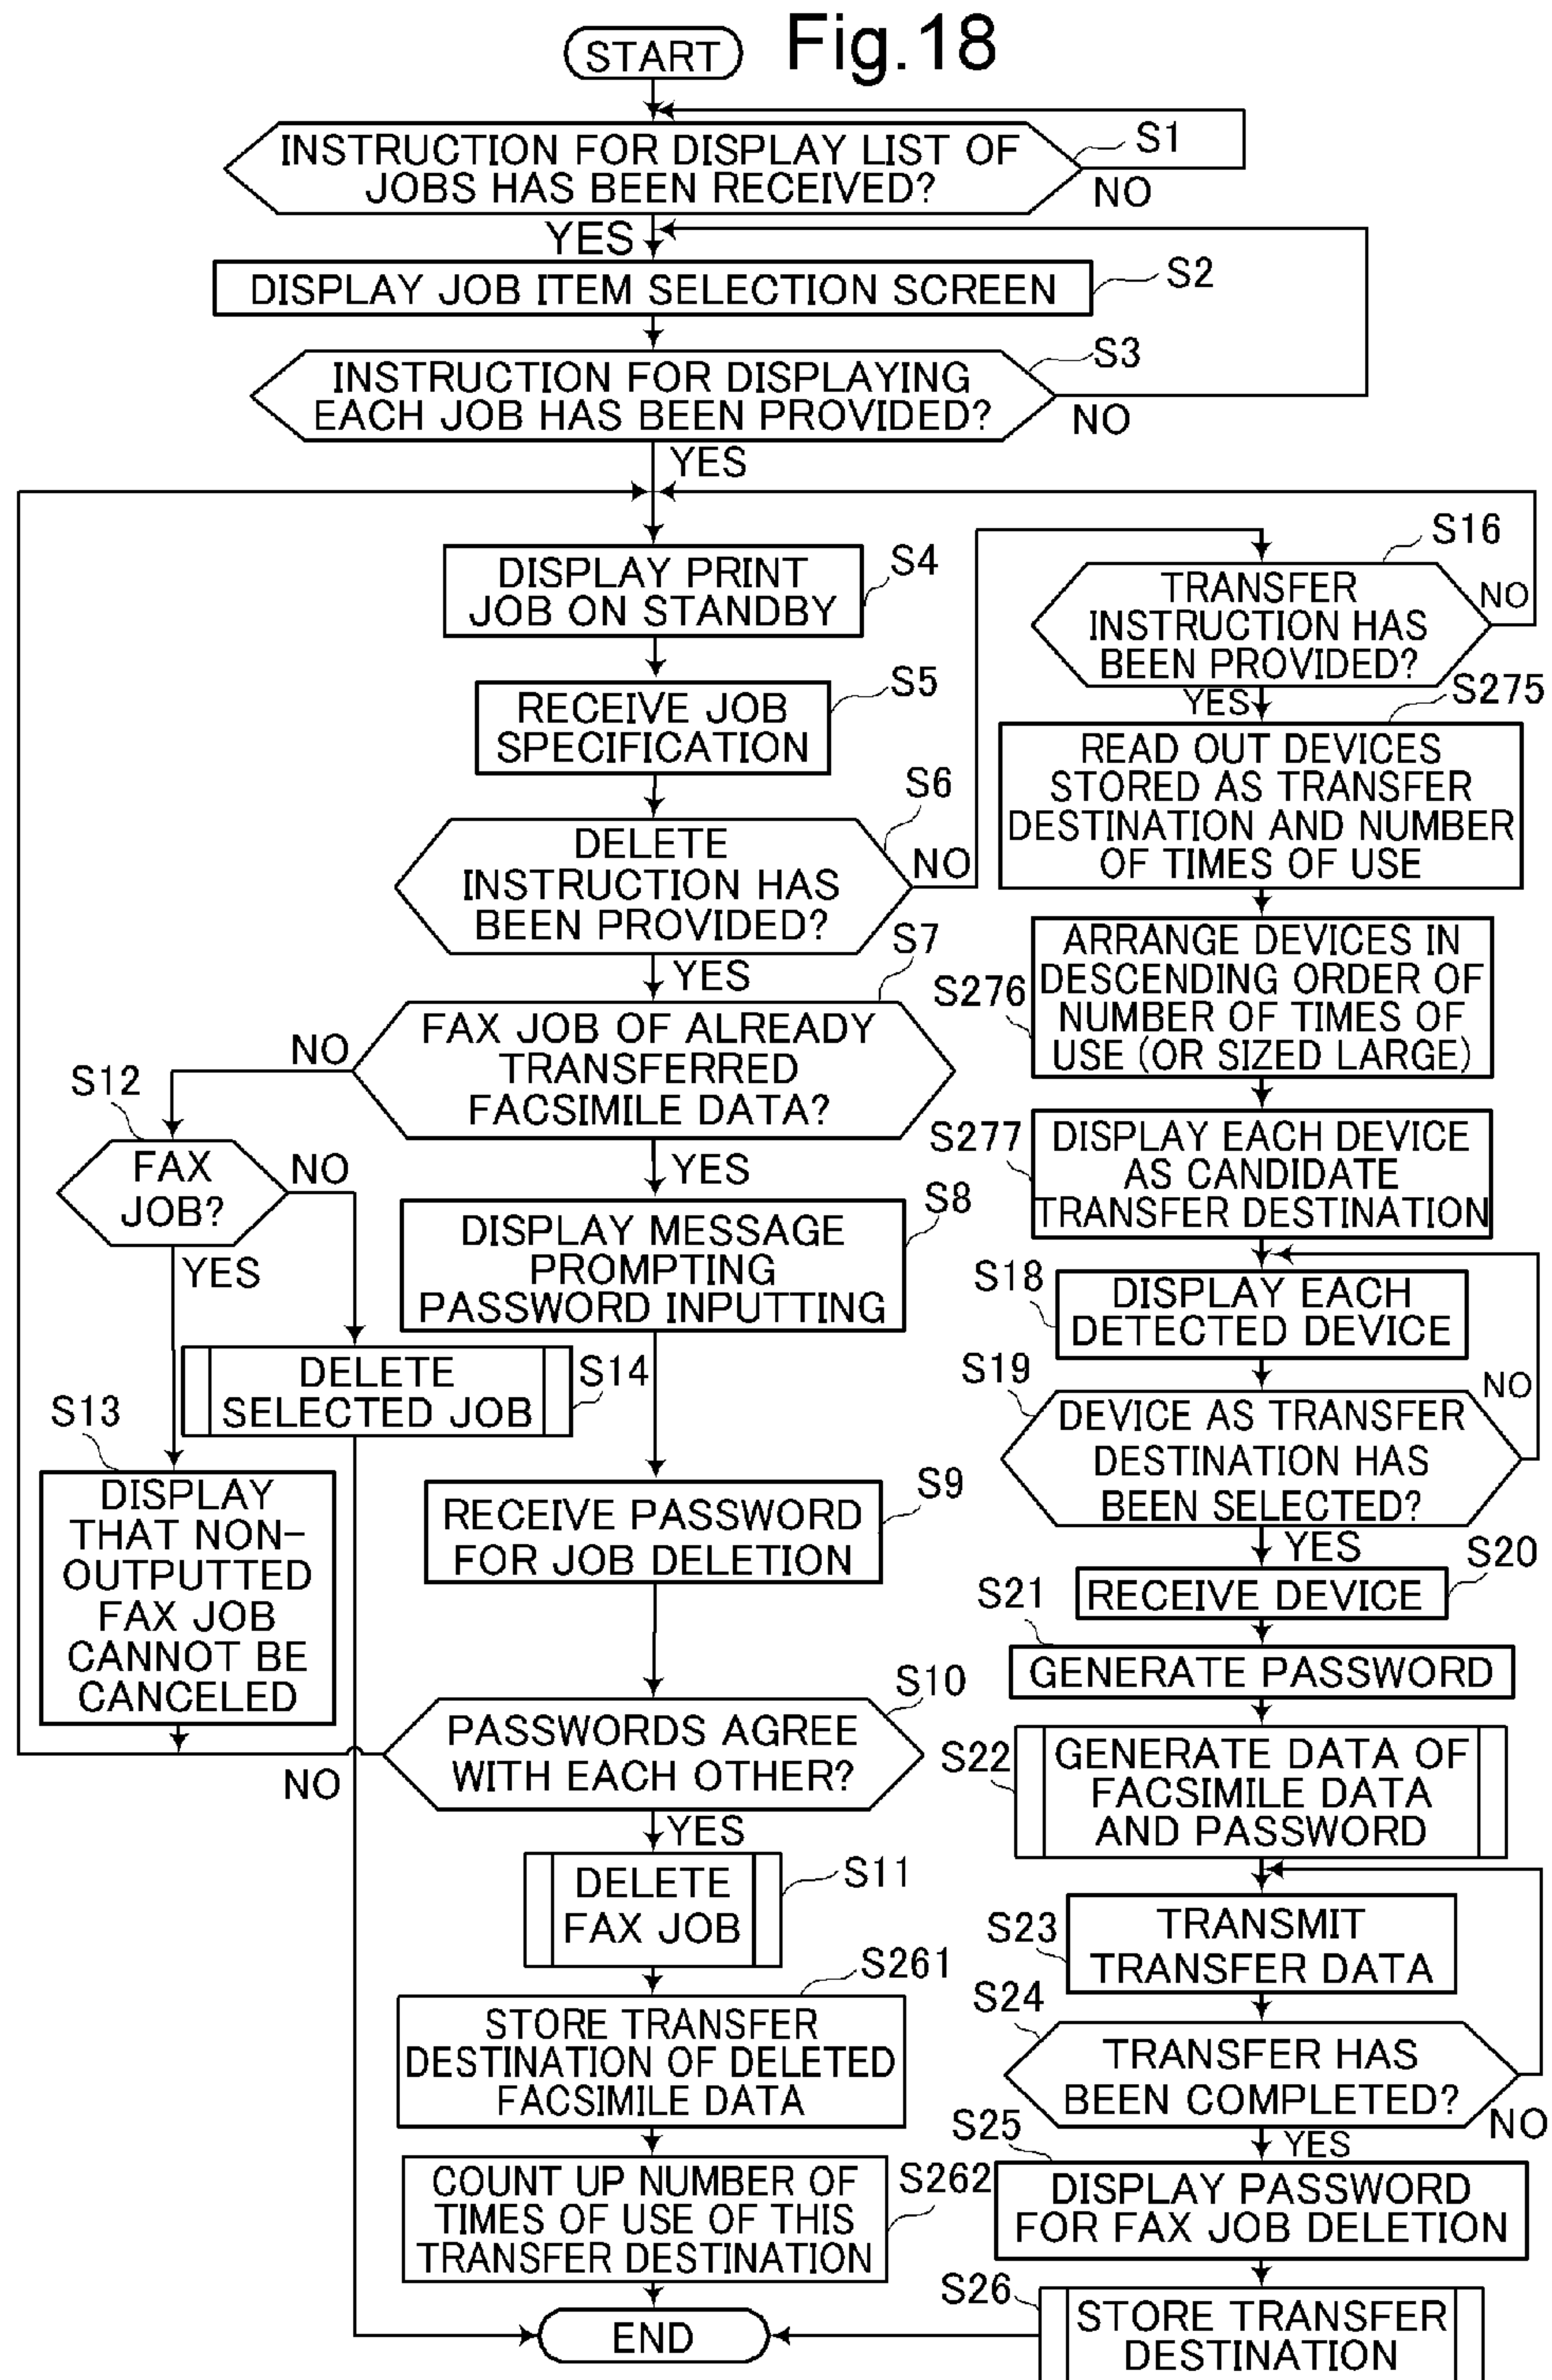 Fig.18
START
INSTRUCTION FOR DISPLAY LIST OF
JOBS HAS BEEN RECEIVED?
S1
NO
YES
DISPLAY JOB ITEM SELECTION SCREEN
S2
INSTRUCTION FOR DISPLAYING
EACH JOB HAS BEEN PROVIDED?
S3
NO
YES
DISPLAY PRINT
JOB ON STANDBY
S4
RECEIVE JOB
SPECIFICATION
S5
DELETE
INSTRUCTION HAS
BEEN PROVIDED?
S6
NO
YES
FAX JOB OF ALREADY
TRANSFERRED
FACSIMILE DATA?
S7
NO
YES
S12
FAX
JOB?
NO
YES
DELETE
SELECTED JOB
S14
S13
DISPLAY
THAT NON-
OUTPUTTED
FAX JOB
CANNOT BE
CANCELED
DISPLAY MESSAGE
PROMPTING
PASSWORD INPUTTING
S8
RECEIVE PASSWORD
FOR JOB DELETION
S9
PASSWORDS AGREE
WITH EACH OTHER?
S10
NO
YES
DELETE
FAX JOB
S11
STORE TRANSFER
DESTINATION OF DELETED
FACSIMILE DATA
S261
COUNT UP NUMBER OF
TIMES OF USE OF THIS
TRANSFER DESTINATION
S262
END
S16
TRANSFER
INSTRUCTION HAS
BEEN PROVIDED?
NO
YES
S275
READ OUT DEVICES
STORED AS TRANSFER
DESTINATION AND NUMBER
OF TIMES OF USE
S276
ARRANGE DEVICES IN
DESCENDING ORDER OF
NUMBER OF TIMES OF
USE (OR SIZED LARGE)
S277
DISPLAY EACH DEVICE
AS CANDIDATE
TRANSFER DESTINATION
S18
DISPLAY EACH
DETECTED DEVICE
S19
DEVICE AS TRANSFER
DESTINATION HAS
BEEN SELECTED?
NO
YES
S20
RECEIVE DEVICE
S21
GENERATE PASSWORD
S22
GENERATE DATA OF
FACSIMILE DATA
AND PASSWORD
S23
TRANSMIT
TRANSFER DATA
S24
TRANSFER HAS
BEEN COMPLETED?
NO
YES
S25
DISPLAY PASSWORD
FOR FAX JOB DELETION
S26
STORE TRANSFER
DESTINATION